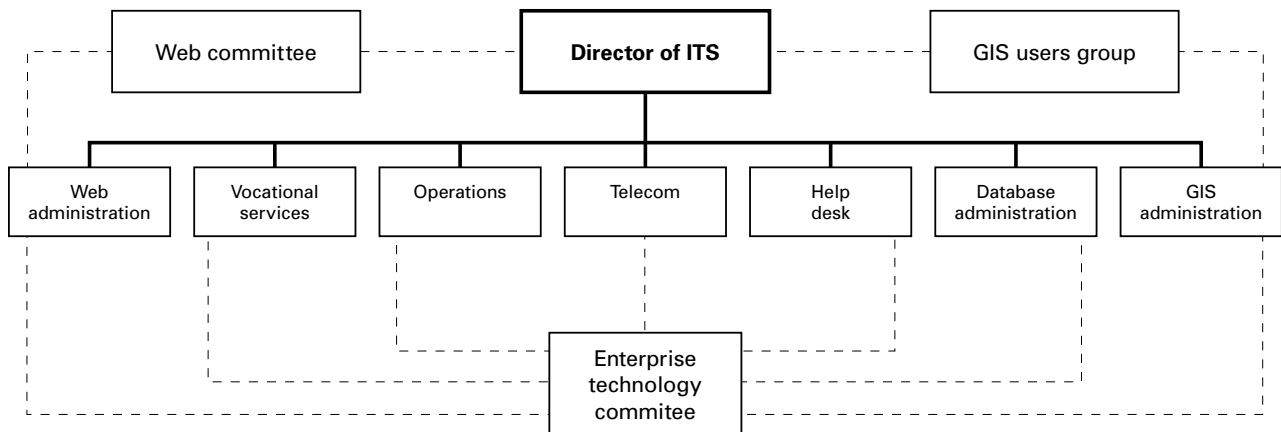 Web committee
Director of ITS
GIS users group
Web
administration
Vocational
services
Operations
Telecom
Help
desk
Database
administration
GIS
administration
Enterprise
technology
commitee